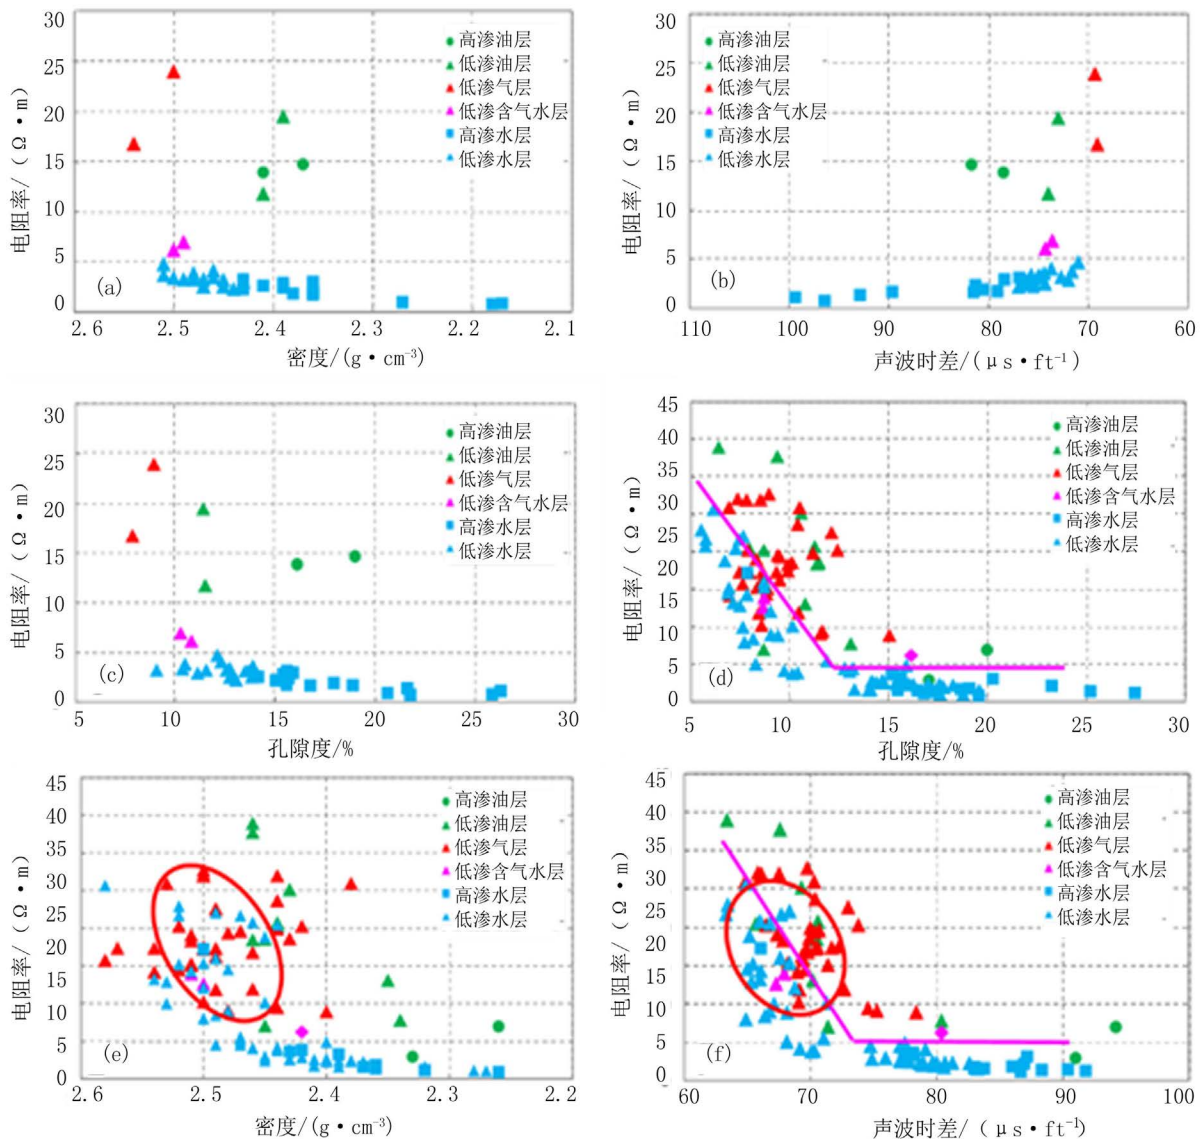 30
25
20
15
10
5
0
电阻率/(Ω·m)
高渗油层
低渗油层
低渗气层
低渗含气水层
高渗水层
低渗水层
(a)
2.6 2.5 2.4 2.3 2.2 2.1
密度/(g·cm⁻³)
30
25
20
15
10
5
0
电阻率/(Ω·m)
高渗油层
低渗油层
低渗气层
低渗含气水层
高渗水层
低渗水层
(b)
110 100 90 80 70 60
声波时差/(μs·ft⁻¹)
30
25
20
15
10
5
0
电阻率/(Ω·m)
高渗油层
低渗油层
低渗气层
低渗含气水层
高渗水层
低渗水层
(c)
5 10 15 20 25 30
孔隙度/%
45
40
35
30
25
20
15
10
5
0
电阻率/(Ω·m)
高渗油层
低渗油层
低渗气层
低渗含气水层
高渗水层
低渗水层
(d)
5 10 15 20 25 30
孔隙度/%
45
40
35
30
25
20
15
10
5
0
电阻率/(Ω·m)
高渗油层
低渗油层
低渗气层
低渗含气水层
高渗水层
低渗水层
(e)
2.6 2.5 2.4 2.3 2.2
密度/(g·cm⁻³)
45
40
35
30
25
20
15
10
5
0
电阻率/(Ω·m)
高渗油层
低渗油层
低渗气层
低渗含气水层
高渗水层
低渗水层
(f)
60 70 80 90 100
声波时差/(μs·ft⁻¹)